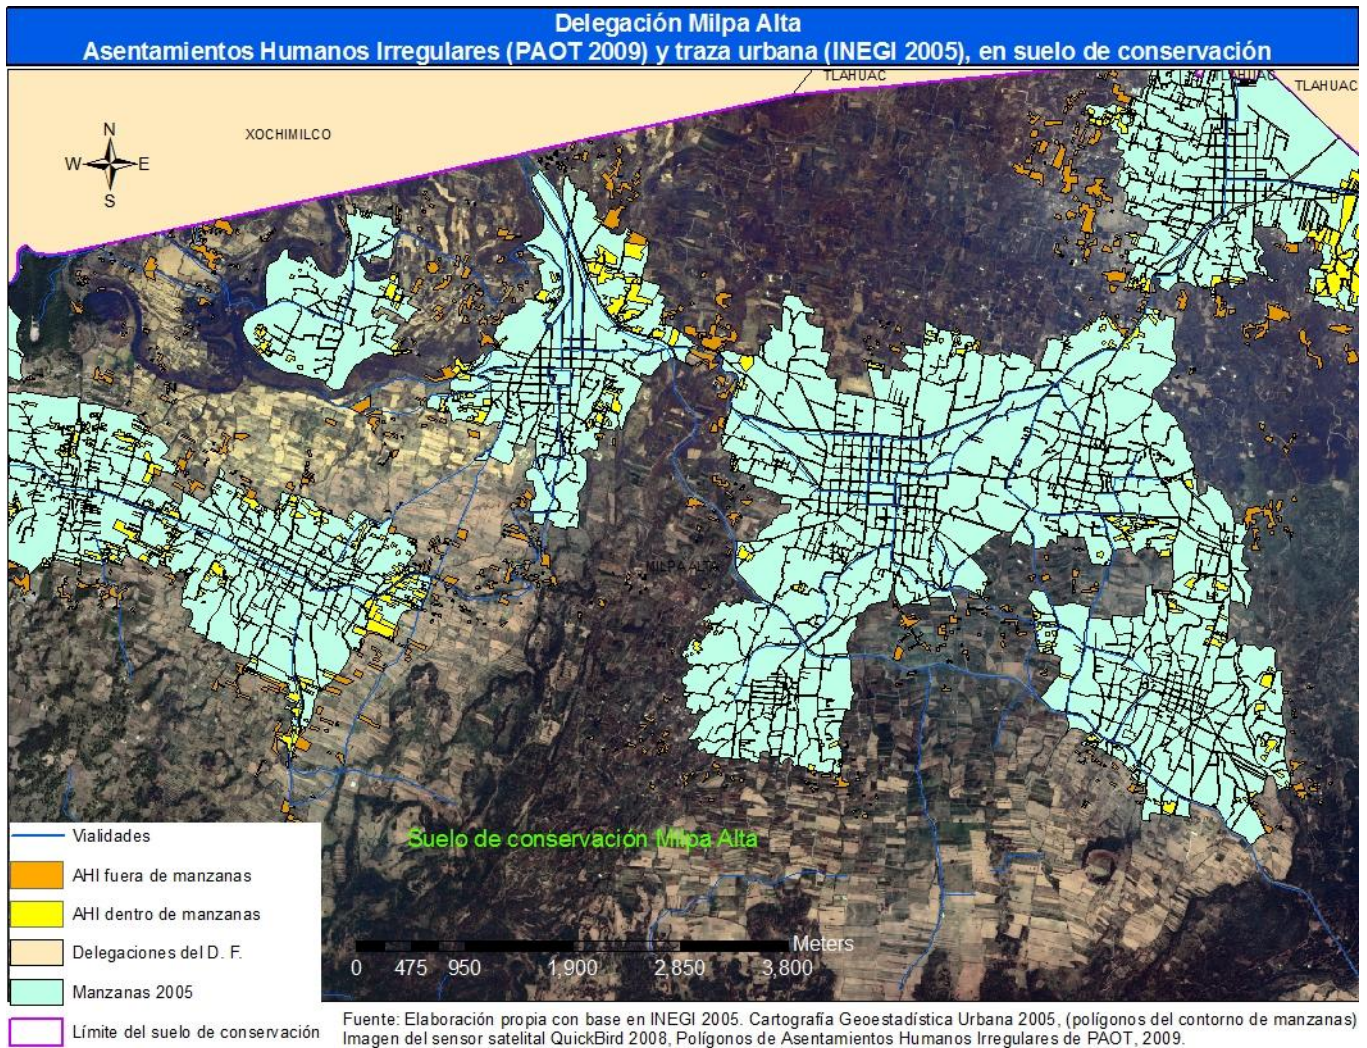 Delegación Milpa Alta
Asentamientos Humanos Irregulares (PAOT 2009) y traza urbana (INEGI 2005), en suelo de conservación
TLAHUAC
TLAHUAC
TLAHUAC
XOCHIMILCO
N
W E
S
MILPA ALTA
Suelo de conservación Milpa Alta
Vialidades
AHI fuera de manzanas
AHI dentro de manzanas
Delegaciones del D. F.
Manzanas 2005
Límite del suelo de conservación
Meters
0 475 950 1,900 2,850 3,800
Fuente: Elaboración propia con base en INEGI 2005. Cartografía Geoestadística Urbana 2005, (polígonos del contorno de manzanas)
Imagen del sensor satelital QuickBird 2008, Polígonos de Asentamientos Humanos Irregulares de PAOT, 2009.